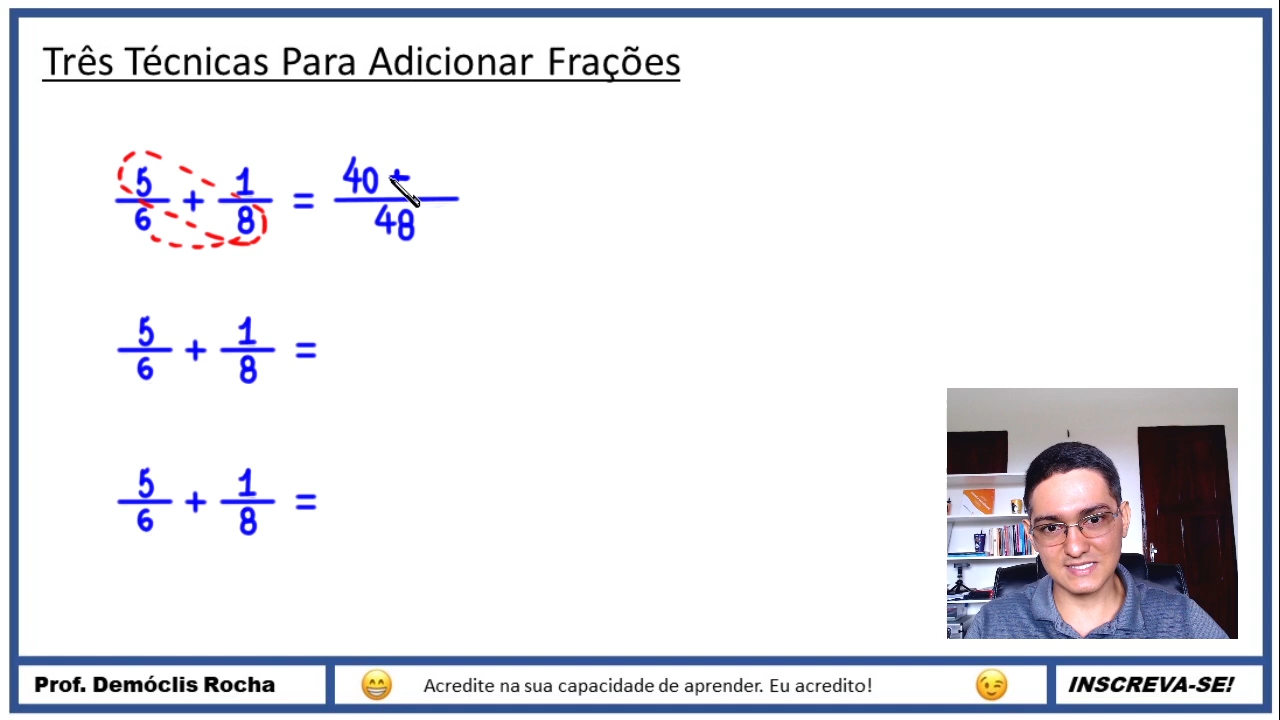 Três Técnicas Para Adicionar Frações
5/6 + 1/8 = 40 +/48
5/6 + 1/8 =
5/6 + 1/8 =
Prof. Demóclis Rocha
Acredite na sua capacidade de aprender. Eu acredito!
INSCREVA-SE!